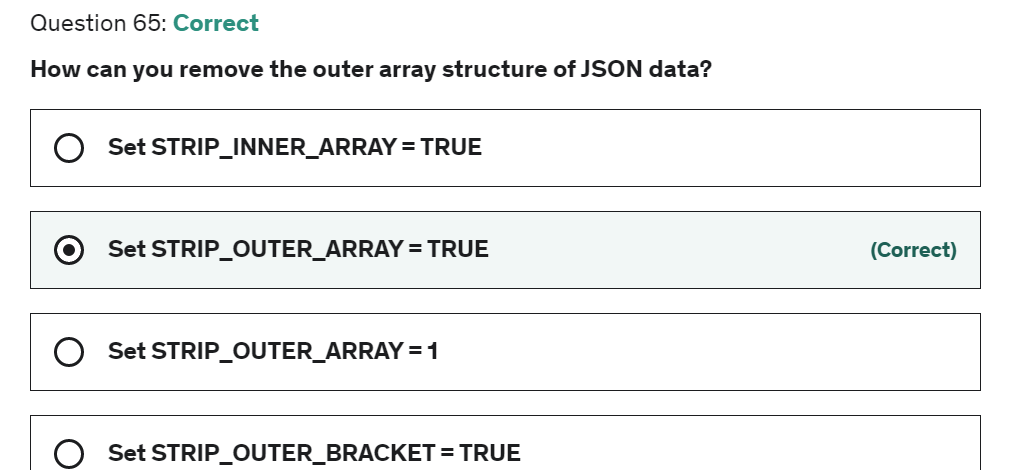 Question 65: Correct
How can you remove the outer array structure of JSON data?
Set STRIP_INNER_ARRAY = TRUE
Set STRIP_OUTER_ARRAY = TRUE (Correct)
Set STRIP_OUTER_ARRAY = 1
Set STRIP_OUTER_BRACKET = TRUE